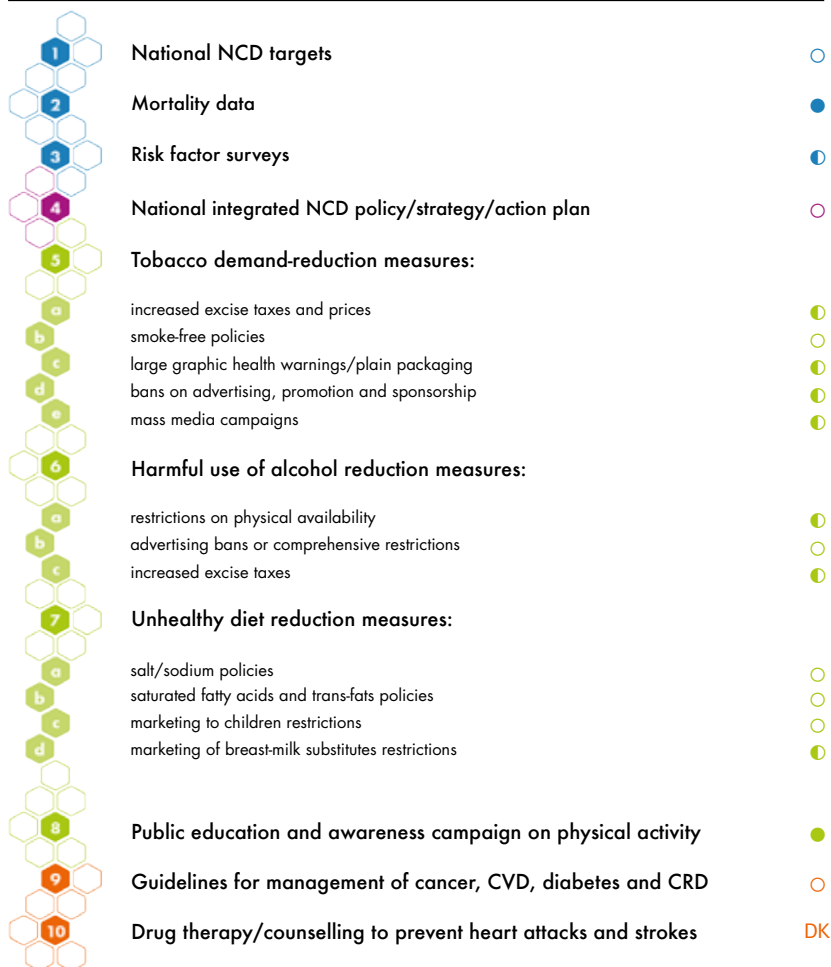 1 National NCD targets ○
2 Mortality data ●
3 Risk factor surveys ◐
4 National integrated NCD policy/strategy/action plan ○
5 Tobacco demand-reduction measures:
a increased excise taxes and prices ◐
b smoke-free policies ○
c large graphic health warnings/plain packaging ◐
d bans on advertising, promotion and sponsorship ◐
e mass media campaigns ◐
6 Harmful use of alcohol reduction measures:
a restrictions on physical availability ◐
b advertising bans or comprehensive restrictions ○
c increased excise taxes ◐
7 Unhealthy diet reduction measures:
a salt/sodium policies ○
b saturated fatty acids and trans-fats policies ○
c marketing to children restrictions ○
d marketing of breast-milk substitutes restrictions ◐
8 Public education and awareness campaign on physical activity ●
9 Guidelines for management of cancer, CVD, diabetes and CRD ○
10 Drug therapy/counselling to prevent heart attacks and strokes DK